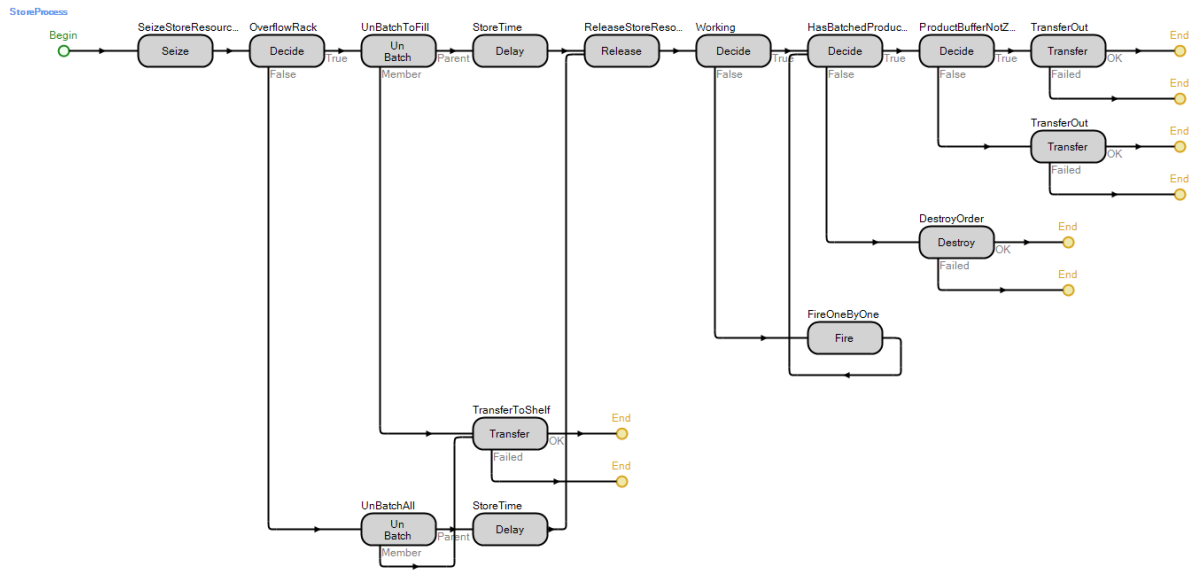 StoreProcess
Begin
SeizeStoreResourc...
Seize
OverflowRack
Decide
True
False
UnBatchToFill
Un
Batch
Parent
Member
StoreTime
Delay
ReleaseStoreReso...
Release
Working
Decide
True
False
HasBatchedProduc...
Decide
True
False
ProductBufferNotZ...
Decide
True
False
TransferOut
Transfer
OK
Failed
End
End
TransferOut
Transfer
OK
Failed
End
End
DestroyOrder
Destroy
OK
Failed
End
End
FireOneByOne
Fire
TransferToShelf
Transfer
OK
Failed
End
End
UnBatchAll
Un
Batch
Parent
Member
StoreTime
Delay